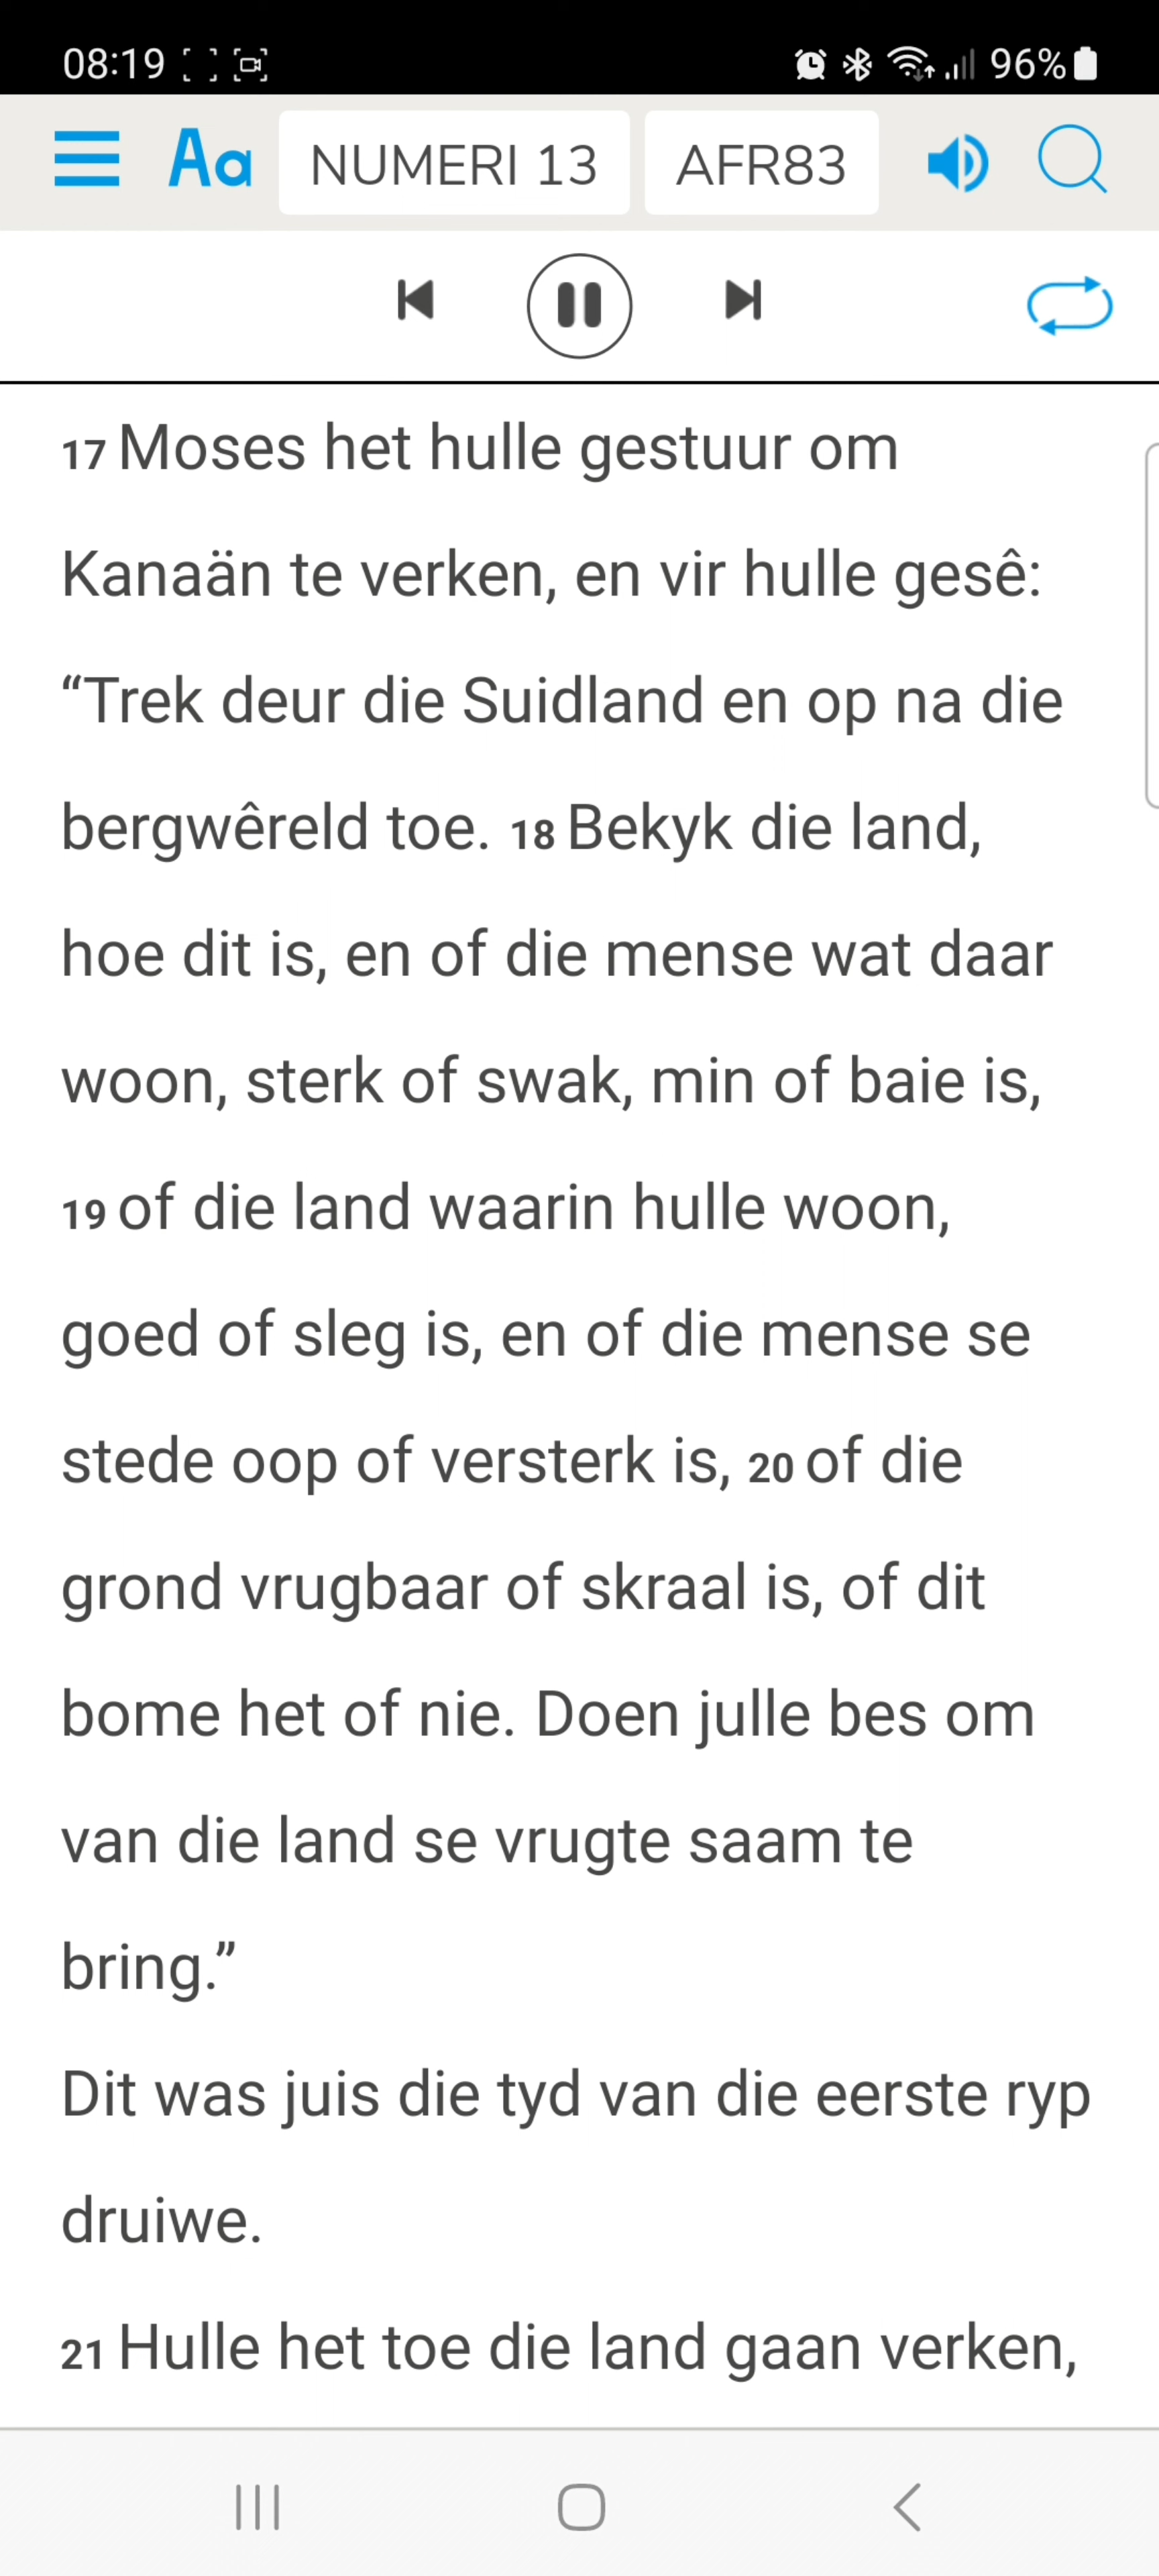 08:19 96%
Aa NUMERI 13 AFR83
17 Moses het hulle gestuur om
Kanaän te verken, en vir hulle gesê:
“Trek deur die Suidland en op na die
bergwêreld toe. 18 Bekyk die land,
hoe dit is, en of die mense wat daar
woon, sterk of swak, min of baie is,
19 of die land waarin hulle woon,
goed of sleg is, en of die mense se
stede oop of versterk is, 20 of die
grond vrugbaar of skraal is, of dit
bome het of nie. Doen julle bes om
van die land se vrugte saam te
bring.”
Dit was juis die tyd van die eerste ryp
druiwe.
21 Hulle het toe die land gaan verken,